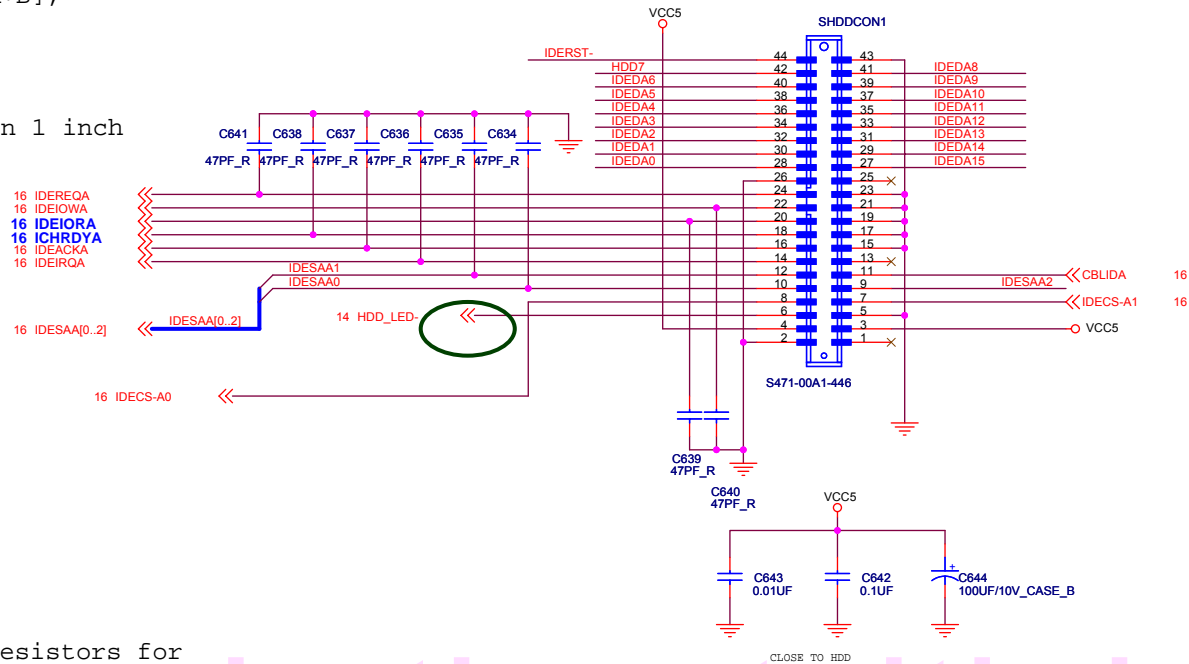 VCC5
SHDDCON1
IDERST-
44 43
HDD7 42 41 IDEDA8
IDEDA6 40 39 IDEDA9
IDEDA5 38 37 IDEDA10
IDEDA4 36 35 IDEDA11
IDEDA3 34 33 IDEDA12
IDEDA2 32 31 IDEDA13
IDEDA1 30 29 IDEDA14
IDEDA0 28 27 IDEDA15
26 25
24 23
22 21
20 19
18 17
16 15
14 13
12 11
10 9
8 7
6 5
4 3
2 1
n 1 inch
C641 C638 C637 C636 C635 C634
47PF_R 47PF_R 47PF_R 47PF_R 47PF_R 47PF_R
16 IDEREQA
16 IDEIOWA
16 IDEIORA
16 ICHRDYA
16 IDEACKA
16 IDEIRQA
IDESAA1
IDESAA0
CBLIDA 16
IDESAA2
IDECS-A1 16
14 HDD_LED-
IDESAA[0..2]
16 IDESAA[0..2]
VCC5
S471-00A1-446
16 IDECS-A0
C639
47PF_R
C640
47PF_R
VCC5
C643
0.01UF
C642
0.1UF
+
C644
100UF/10V_CASE_B
esistors for
CLOSE TO HDD